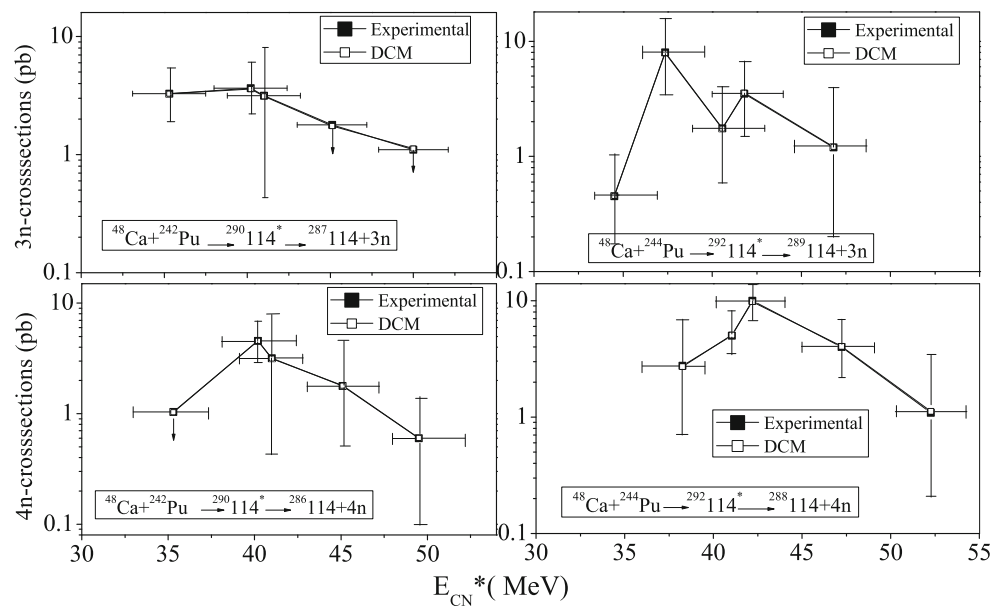 10
1
0.1
3n-crosssections (pb)
Experimental
DCM
⁴⁸Ca+²⁴²Pu → ²⁹⁰114* → ²⁸⁷114+3n
10
1
0.1
Experimental
DCM
⁴⁸Ca+²⁴⁴Pu → ²⁹²114* → ²⁸⁹114+3n
10
1
0.1
4n-crosssections (pb)
Experimental
DCM
⁴⁸Ca+²⁴²Pu → ²⁹⁰114* → ²⁸⁶114+4n
30 35 40 45 50
10
1
0.1
Experimental
DCM
⁴⁸Ca+²⁴⁴Pu → ²⁹²114* → ²⁸⁸114+4n
30 35 40 45 50 55
E_CN*( MeV)